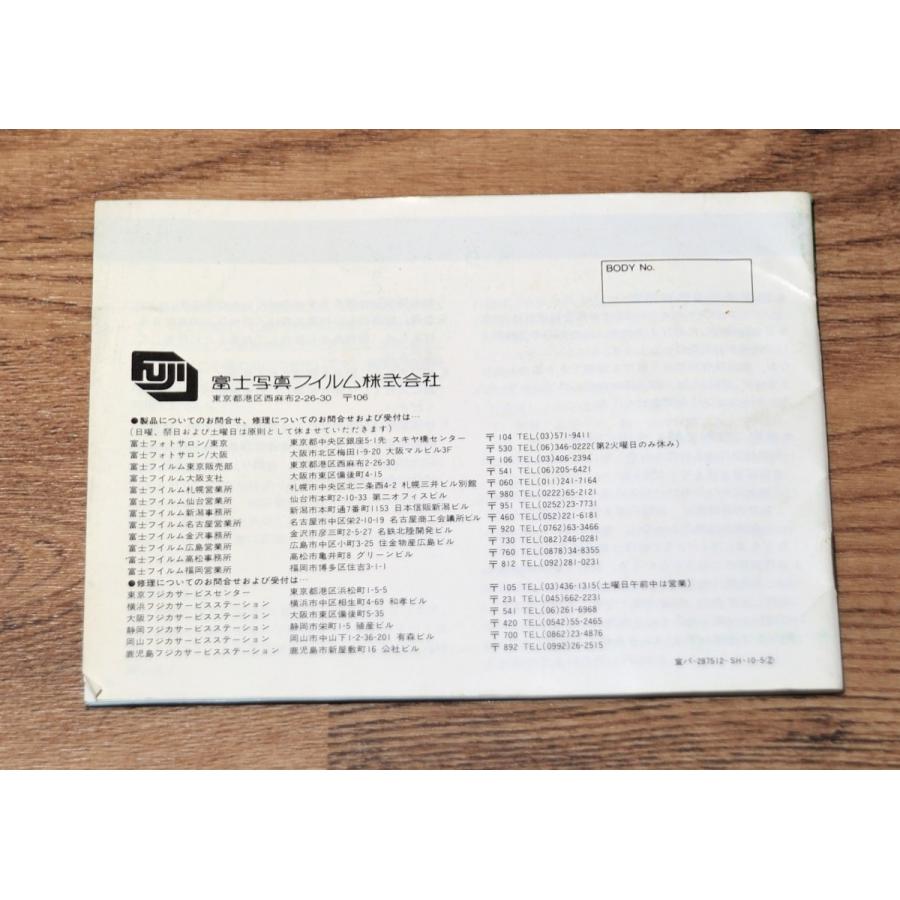 BODY No.
FUJI
富士写真フイルム株式会社
東京都港区西麻布2-26-30 〒106
●製品についてのお問合せ、修理についてのお問合せおよび受付は…
(日曜、祭日および土曜日は原則として休ませていただきます)
富士フォトサロン/東京 東京都中央区銀座5-1先 スキヤ橋センター 〒104 TEL(03)571-9411
富士フォトサロン/大阪 大阪市北区梅田1-9-20 大阪マルビル3F 〒530 TEL(06)346-0222(第2火曜日のみ休み)
富士フイルム東京販売部 東京都港区西麻布2-26-30 〒106 TEL(03)406-2394
富士フイルム大阪支社 大阪市東区備後町4-15 〒541 TEL(06)205-6421
富士フイルム札幌営業所 札幌市中央区北二条西4-2 札幌三井ビル別館 〒060 TEL(011)241-7164
富士フイルム仙台営業所 仙台市本町2-10-33 第二オフィスビル 〒980 TEL(0222)65-2121
富士フイルム新潟事務所 新潟市本町通7番町1153 日本信販新潟ビル 〒951 TEL(0252)23-7731
富士フイルム名古屋営業所 名古屋市中区栄2-10-19 名古屋商工会議所ビル 〒460 TEL(052)221-6181
富士フイルム金沢事務所 金沢市彦三町2-5-27 名鉄北陸開発ビル 〒920 TEL(0762)63-3466
富士フイルム広島営業所 広島市中区小町3-25 住金物産広島ビル 〒730 TEL(082)246-0281
富士フイルム高松事務所 高松市亀井町8 グリーンビル 〒760 TEL(0878)34-8355
富士フイルム福岡営業所 福岡市博多区住吉3-1-1 〒812 TEL(092)281-0231
●修理についてのお問合せおよび受付は…
東京フジカサービスセンター 東京都港区浜松町1-5-5 〒105 TEL(03)436-1315(土曜日午前中は営業)
横浜フジカサービスステーション 横浜市中区相生町4-69 和孝ビル 〒231 TEL(045)662-2231
大阪フジカサービスステーション 大阪市東区備後町5-35 〒541 TEL(06)261-6968
静岡フジカサービスステーション 静岡市栄町1-5 殖産ビル 〒420 TEL(0542)55-2465
岡山フジカサービスステーション 岡山市中山下1-2-36-201 有森ビル 〒700 TEL(0862)23-4876
鹿児島フジカサービスステーション 鹿児島市新屋敷町16 公社ビル 〒892 TEL(0992)26-2515
富パ-287512-SH-10-5②